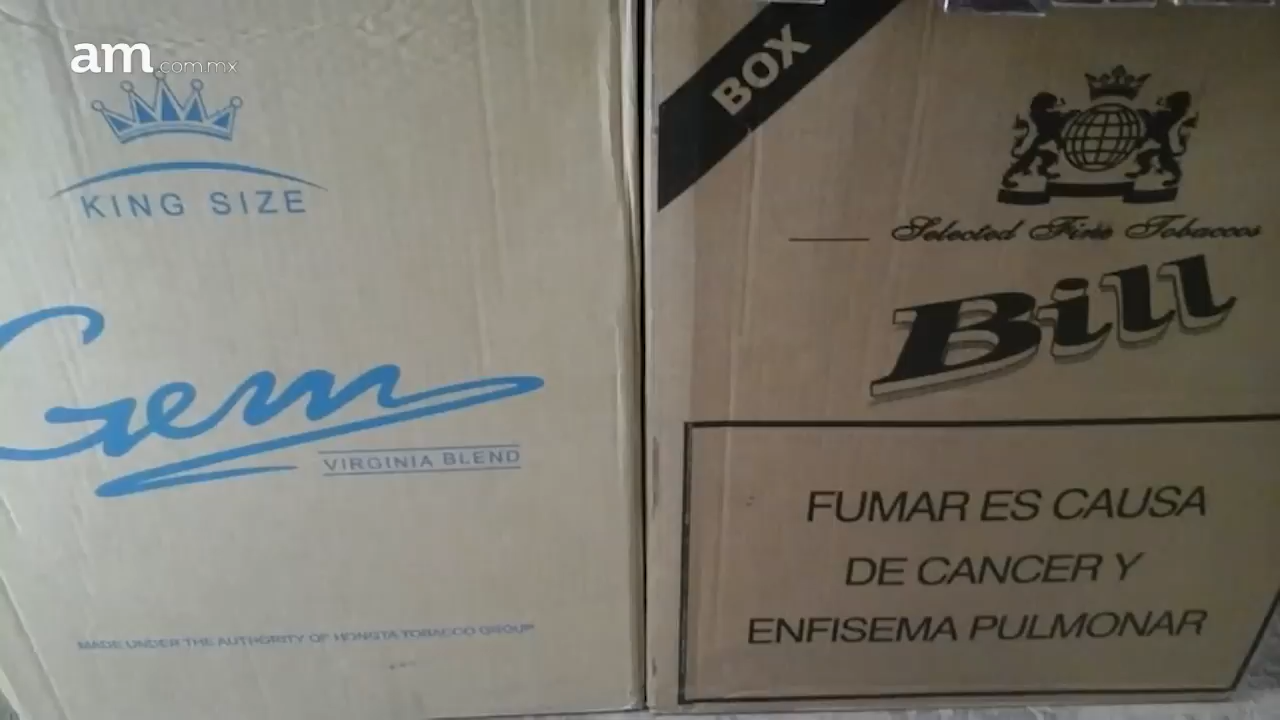 am.com.mx
KING SIZE
Gem
VIRGINIA BLEND
MADE UNDER THE AUTHORITY OF HONGTA TOBACCO GROUP
BOX
Selected Fine Tobaccos
Bill
FUMAR ES CAUSA
DE CANCER Y
ENFISEMA PULMONAR